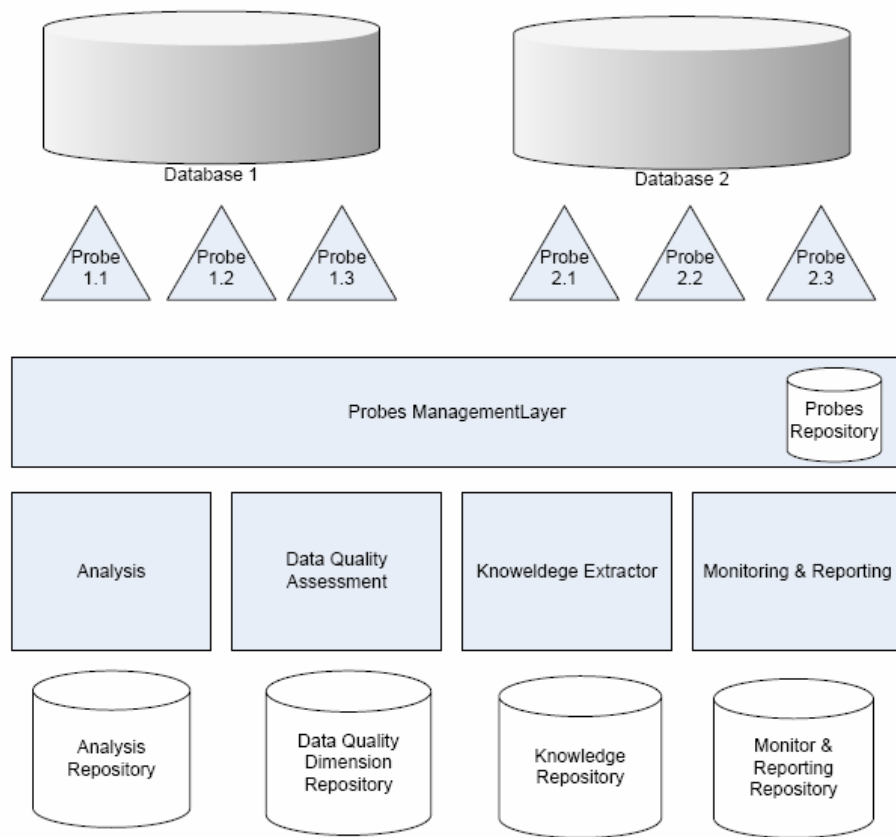 Database 1
Database 2
Probe
1.1
Probe
1.2
Probe
1.3
Probe
2.1
Probe
2.2
Probe
2.3
Probes ManagementLayer
Probes
Repository
Analysis
Data Quality
Assessment
Knoweldege Extractor
Monitoring & Reporting
Analysis
Repository
Data Quality
Dimension
Repository
Knowledge
Repository
Monitor &
Reporting
Repository